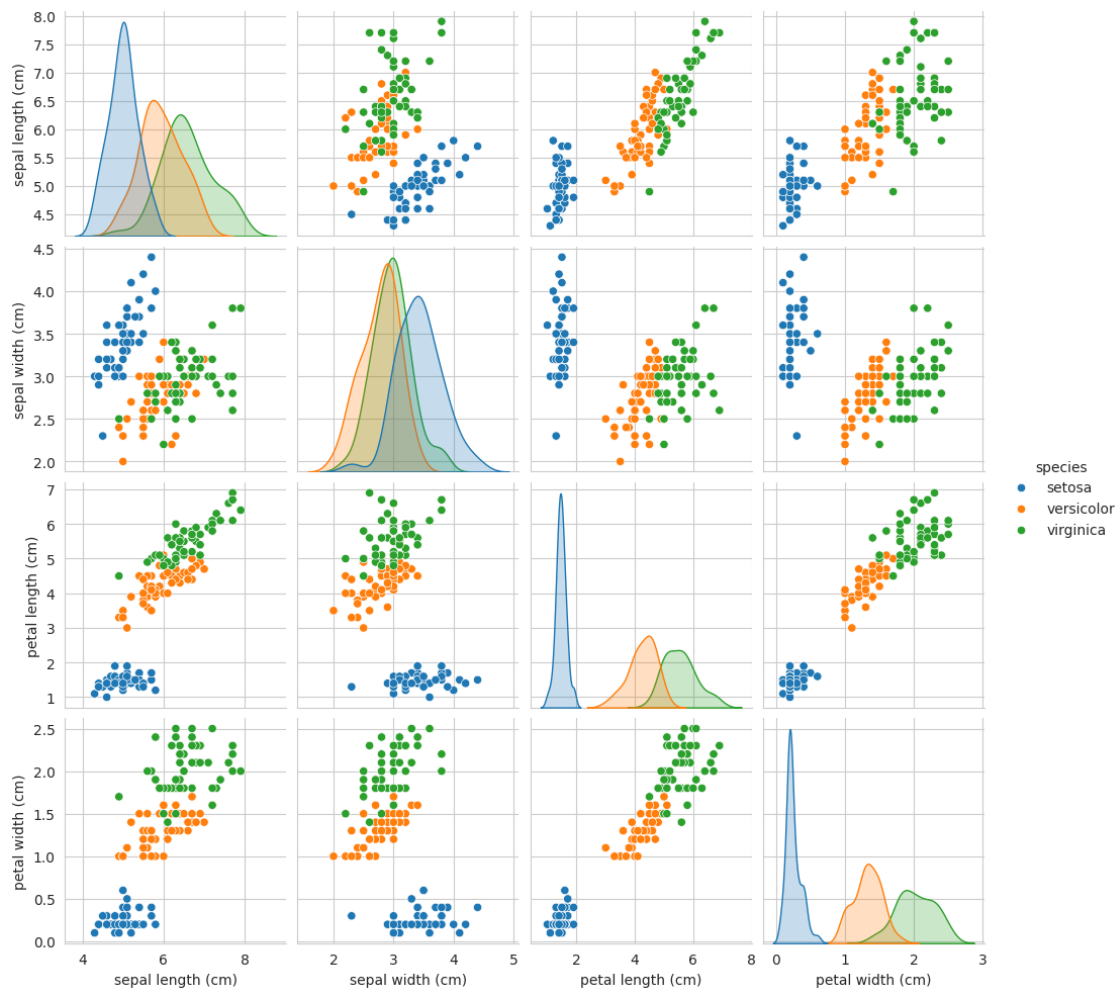 8.0
7.5
7.0
6.5
6.0
5.5
5.0
4.5
sepal length (cm)
4.5
4.0
3.5
3.0
2.5
2.0
sepal width (cm)
species
setosa
versicolor
virginica
7
6
5
4
3
2
1
petal length (cm)
2.5
2.0
1.5
1.0
0.5
0.0
petal width (cm)
4 6 8
2 3 4 5
2 4 6 8
0 1 2 3
sepal length (cm)
sepal width (cm)
petal length (cm)
petal width (cm)